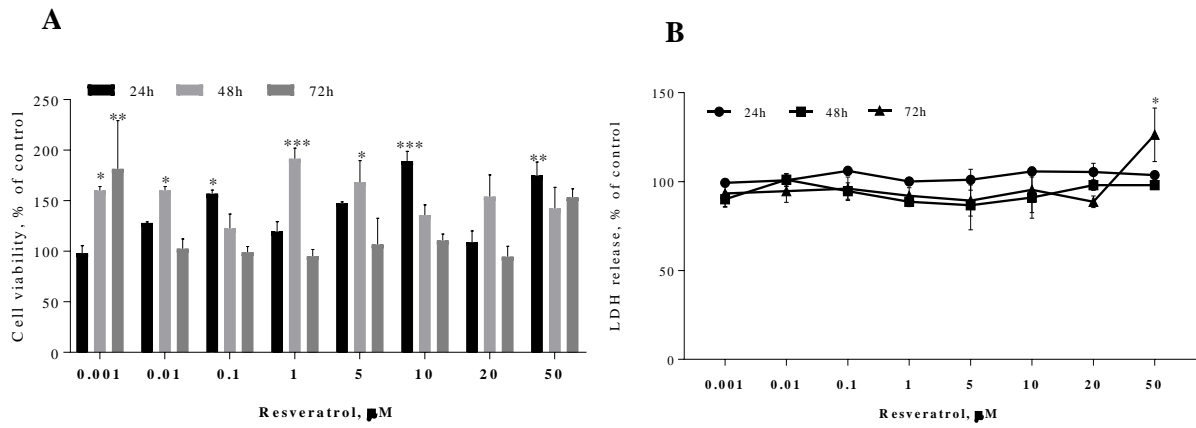 A
24h 48h 72h
250
200
150
100
50
0
Cell viability, % of control
* ** * * *** * *** **
0.001 0.01 0.1 1 5 10 20 50
Resveratrol, µM
B
24h 48h 72h
150
100
50
0
LDH release, % of control
*
0.001 0.01 0.1 1 5 10 20 50
Resveratrol, µM